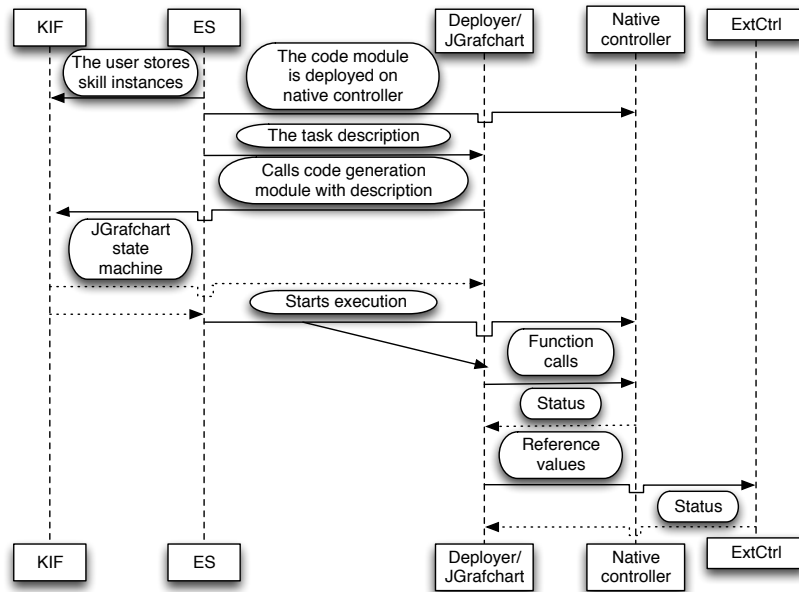 KIF
ES
Deployer/
JGrafchart
Native
controller
ExtCtrl
The user stores
skill instances
The code module
is deployed on
native controller
The task description
Calls code generation
module with description
JGrafchart
state
machine
Starts execution
Function
calls
Status
Reference
values
Status
KIF
ES
Deployer/
JGrafchart
Native
controller
ExtCtrl